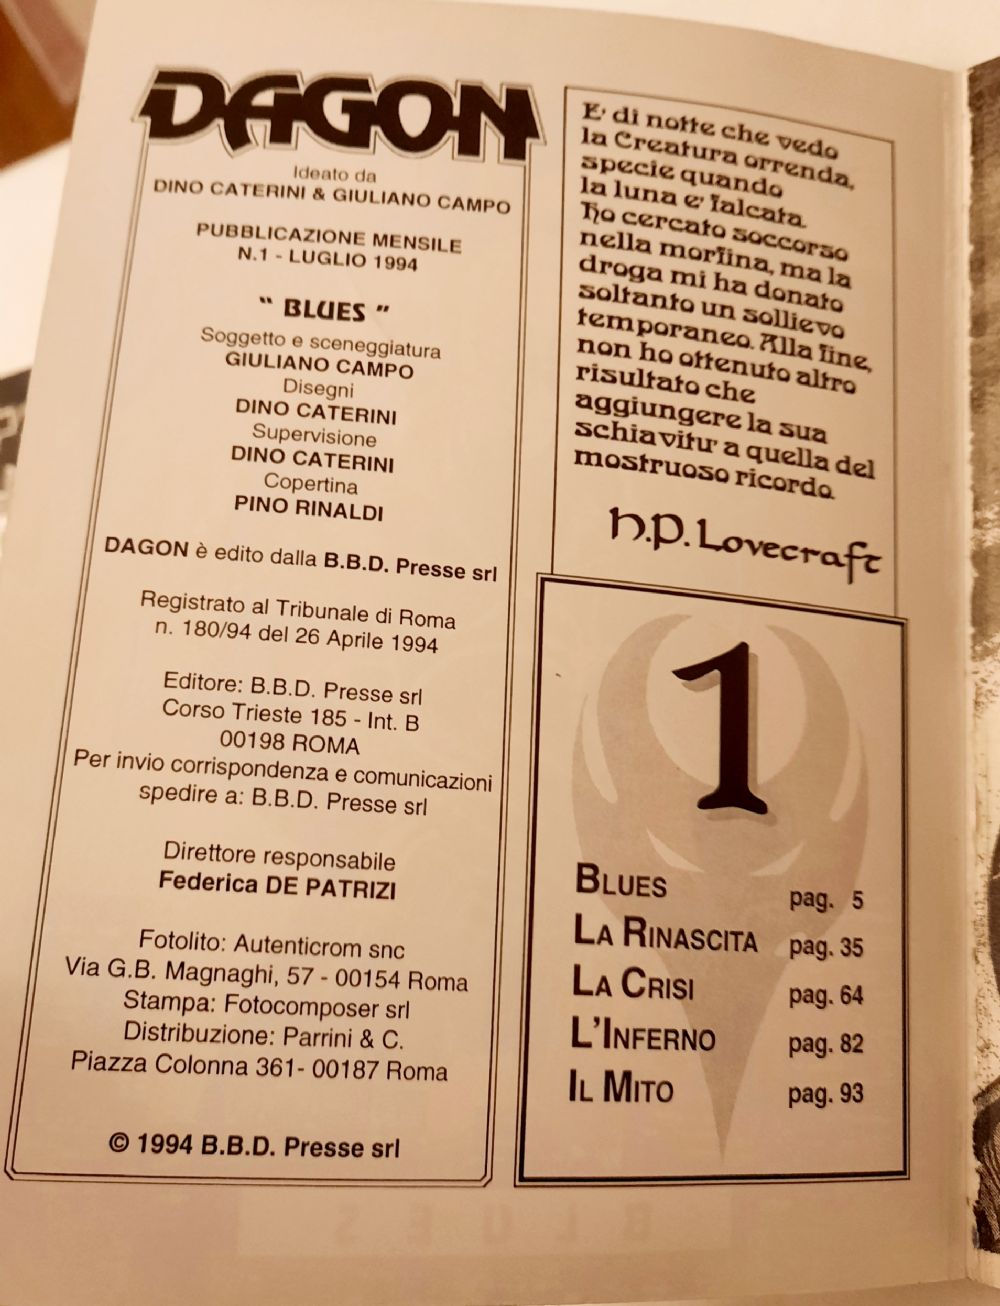 DAGON
Ideato da
DINO CATERINI & GIULIANO CAMPO
PUBBLICAZIONE MENSILE
N.1 - LUGLIO 1994
“ BLUES ”
Soggetto e sceneggiatura
GIULIANO CAMPO
Disegni
DINO CATERINI
Supervisione
DINO CATERINI
Copertina
PINO RINALDI
DAGON è edito dalla B.B.D. Presse srl
Registrato al Tribunale di Roma
n. 180/94 del 26 Aprile 1994
Editore: B.B.D. Presse srl
Corso Trieste 185 - Int. B
00198 ROMA
Per invio corrispondenza e comunicazioni
spedire a: B.B.D. Presse srl
Direttore responsabile
Federica DE PATRIZI
Fotolito: Autenticrom snc
Via G.B. Magnaghi, 57 - 00154 Roma
Stampa: Fotocomposer srl
Distribuzione: Parrini & C.
Piazza Colonna 361- 00187 Roma
© 1994 B.B.D. Presse srl
E' di notte che vedo
la Creatura orrenda,
specie quando
la luna e' falcata.
Ho cercato soccorso
nella morfina, ma la
droga mi ha donato
soltanto un sollievo
temporaneo. Alla fine,
non ho ottenuto altro
risultato che
aggiungere la sua
schiavitu' a quella del
mostruoso ricordo.
H.P. Lovecraft
1
BLUES pag. 5
LA RINASCITA pag. 35
LA CRISI pag. 64
L'INFERNO pag. 82
IL MITO pag. 93
BLUES